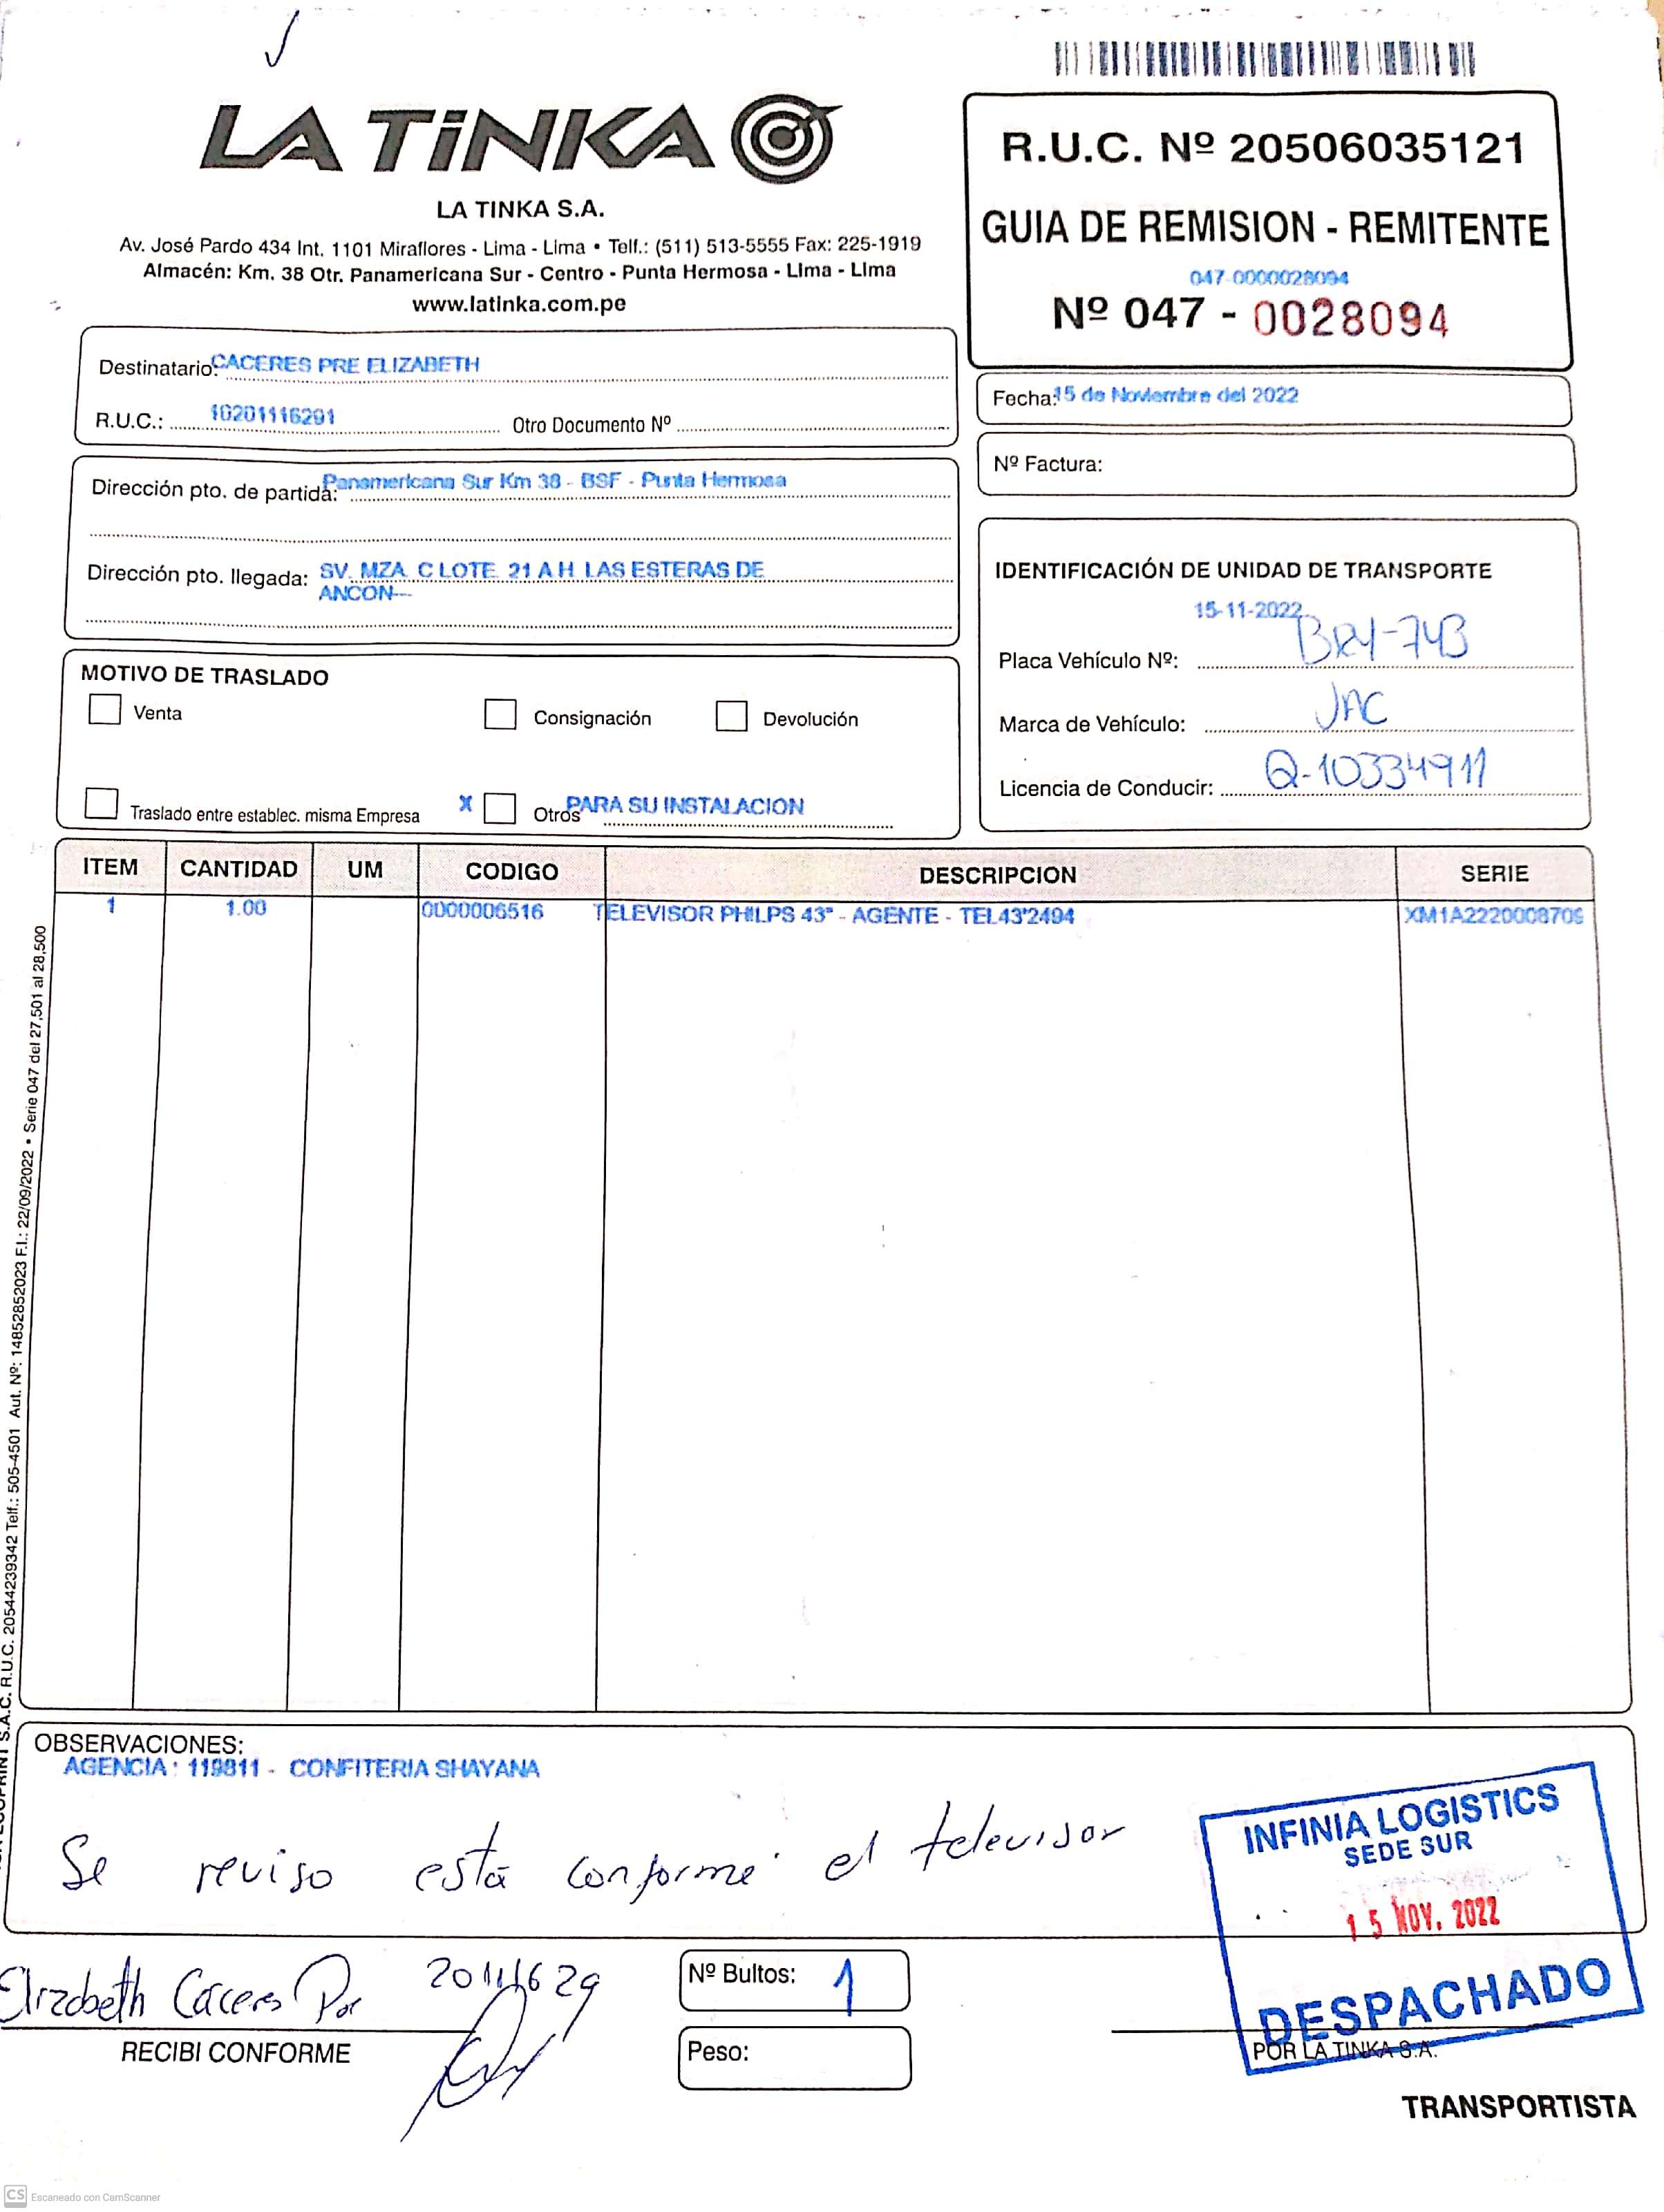 LA TiNKA
LA TINKA S.A.
Av. José Pardo 434 Int. 1101 Miraflores - Lima - Lima • Telf.: (511) 513-5555 Fax: 225-1919
Almacén: Km. 38 Otr. Panamericana Sur - Centro - Punta Hermosa - Lima - Lima
www.latinka.com.pe
R.U.C. Nº 20506035121
GUIA DE REMISION - REMITENTE
047-0000028094
Nº 047 - 0028094
Destinatario: CACERES PRE ELIZABETH
R.U.C.: 10201116291 Otro Documento Nº
Fecha: 15 de Noviembre del 2022
Nº Factura:
Dirección pto. de partida: Panamericana Sur Km 38 - BSF - Punta Hermosa
Dirección pto. llegada: SV. MZA. C LOTE. 21 A.H. LAS ESTERAS DE
ANCON---
IDENTIFICACIÓN DE UNIDAD DE TRANSPORTE
15-11-2022
Placa Vehículo Nº: BRY-743
Marca de Vehículo: JAC
Licencia de Conducir: Q-10334911
MOTIVO DE TRASLADO
Venta Consignación Devolución
Traslado entre establec. misma Empresa X Otros PARA SU INSTALACION
ITEM CANTIDAD UM CODIGO DESCRIPCION SERIE
1 1.00 0000006516 TELEVISOR PHILPS 43" - AGENTE - TEL43'2494 XM1A2220008709
R.U.C. 20544239342 Telf.: 505-4501 Aut. Nº: 14852852023 F.I.: 22/09/2022 • Serie 047 del 27,501 al 28,500
OBSERVACIONES:
AGENCIA : 119811 - CONFITERIA SHAYANA
Se reviso está conforme el televisor
INFINIA LOGISTICS
SEDE SUR
15 NOV. 2022
DESPACHADO
Elizabeth Caceres
RECIBI CONFORME
Nº Bultos: 1
Peso:
POR LA TINKA S.A.
TRANSPORTISTA
CS Escaneado con CamScanner